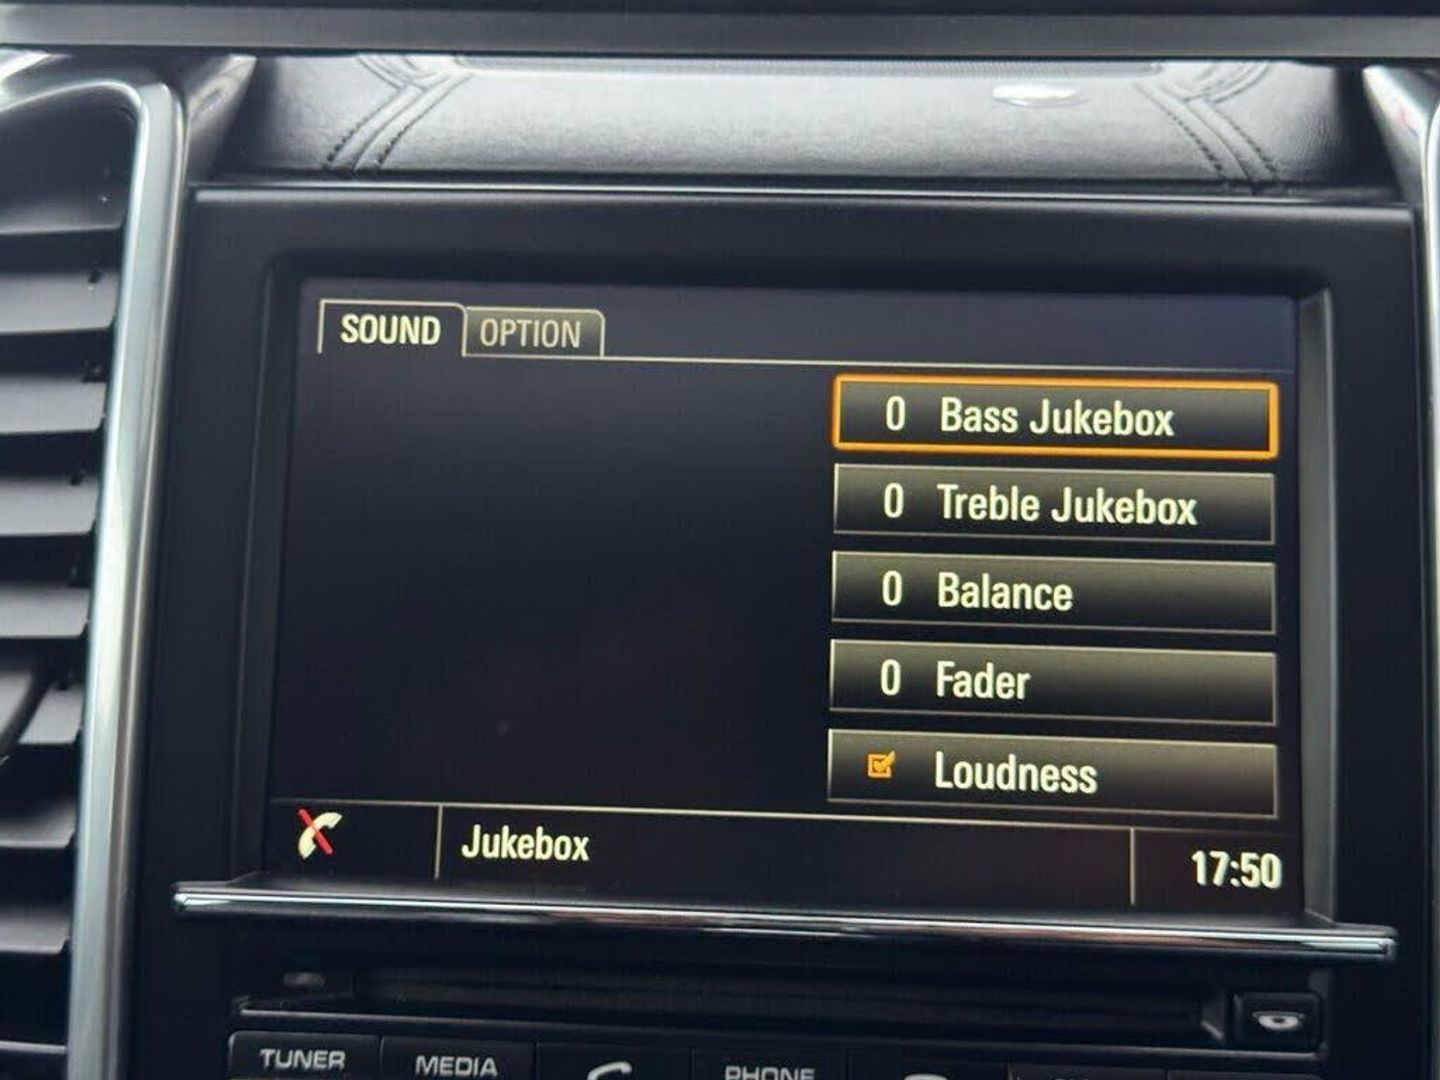 SOUND OPTION
0 Bass Jukebox
0 Treble Jukebox
0 Balance
0 Fader
Loudness
Jukebox 17:50
TUNER MEDIA PHONE